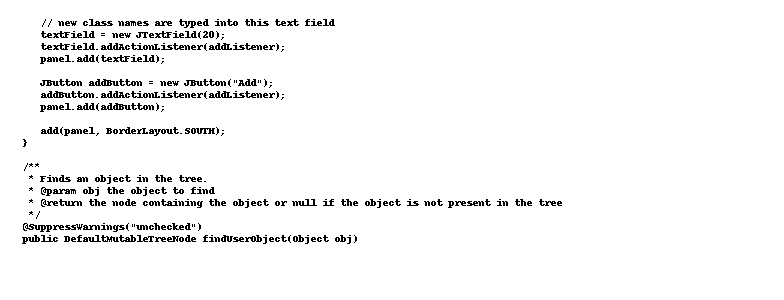 // new class names are typed into this text field
textField = new JTextField(20);
textField.addActionListener(addListener);
panel.add(textField);
JButton addButton = new JButton("Add");
addButton.addActionListener(addListener);
panel.add(addButton);
add(panel, BorderLayout.SOUTH);
}
/**
* Finds an object in the tree.
* @param obj the object to find
* @return the node containing the object or null if the object is not present in the tree
*/
@SuppressWarnings("unchecked")
public DefaultMutableTreeNode findUserObject(Object obj)